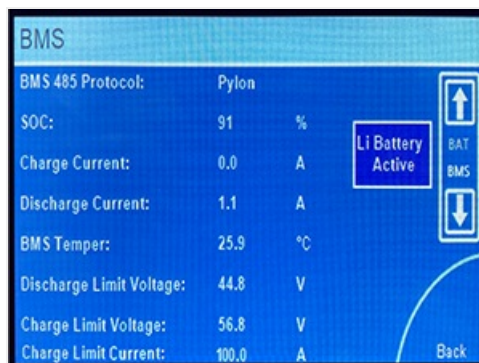 BMS
BMS 485 Protocol: Pylon
SOC: 91 %
Charge Current: 0.0 A
Discharge Current: 1.1 A
BMS Temper: 25.9 °C
Discharge Limit Voltage: 44.8 V
Charge Limit Voltage: 56.8 V
Charge Limit Current: 100.0 A
Li Battery
Active
BAT
BMS
Back